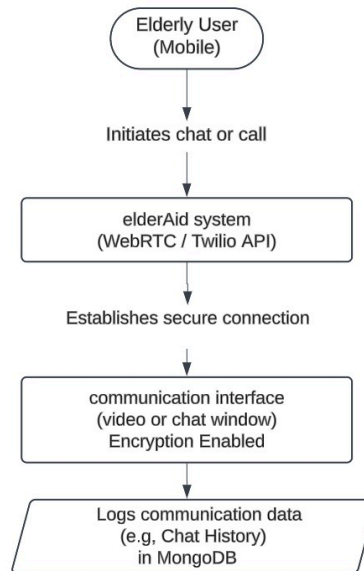 Elderly User
(Mobile)
Initiates chat or call
elderAid system
(WebRTC / Twilio API)
Establishes secure connection
communication interface
(video or chat window)
Encryption Enabled
Logs communication data
(e.g, Chat History)
in MongoDB